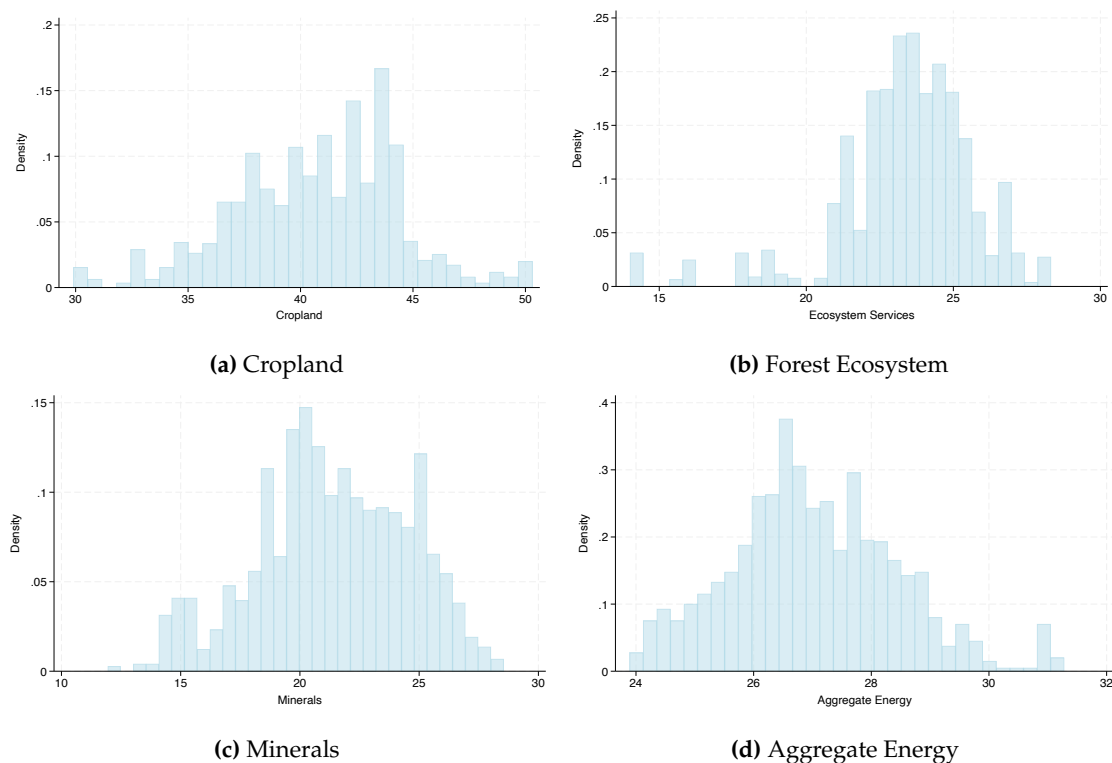 .2
.15
.1
.05
0
Density
30 35 40 45 50
Cropland
(a) Cropland
.25
.2
.15
.1
.05
0
Density
15 20 25 30
Ecosystem Services
(b) Forest Ecosystem
.15
.1
.05
0
Density
10 15 20 25 30
Minerals
(c) Minerals
.4
.3
.2
.1
0
Density
24 26 28 30 32
Aggregate Energy
(d) Aggregate Energy